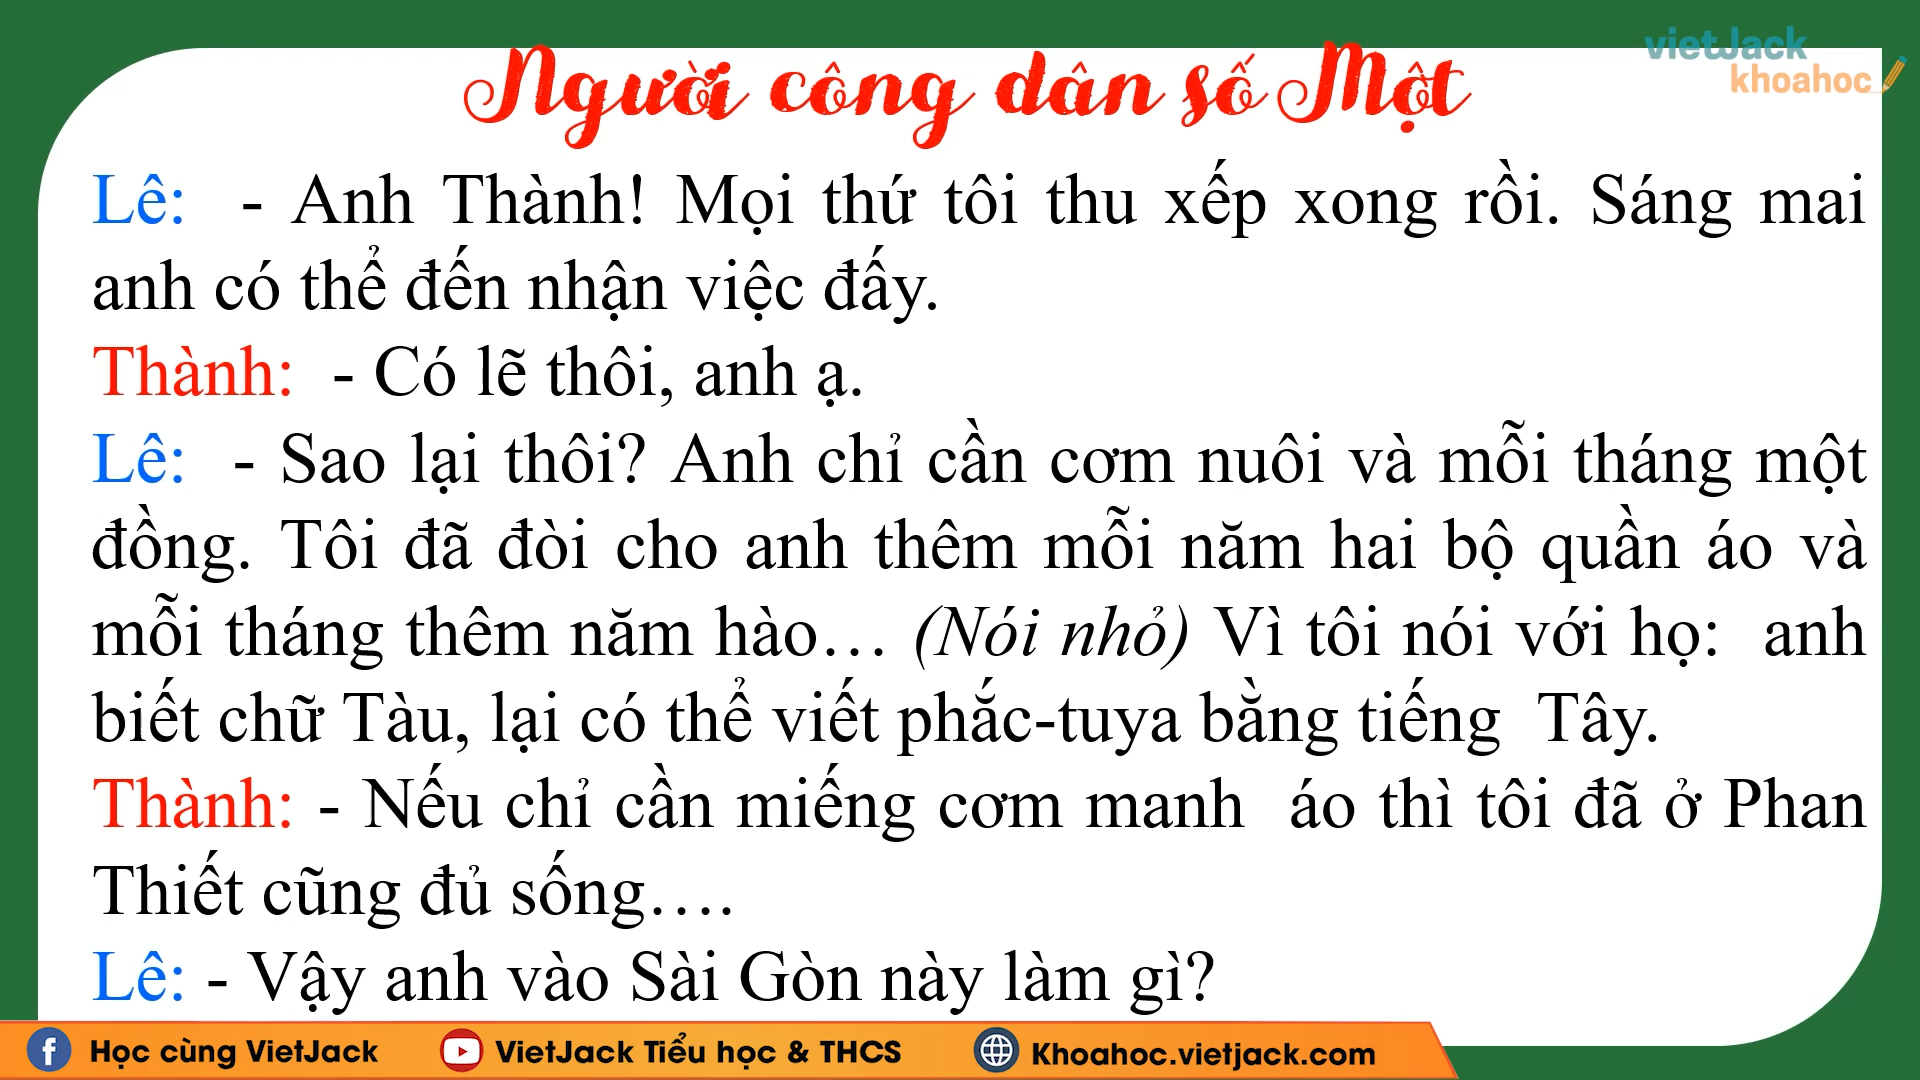 vietJack
khoahoc
Người công dân số Một
Lê: - Anh Thành! Mọi thứ tôi thu xếp xong rồi. Sáng mai
anh có thể đến nhận việc đấy.
Thành: - Có lẽ thôi, anh ạ.
Lê: - Sao lại thôi? Anh chỉ cần cơm nuôi và mỗi tháng một
đồng. Tôi đã đòi cho anh thêm mỗi năm hai bộ quần áo và
mỗi tháng thêm năm hào… (Nói nhỏ) Vì tôi nói với họ: anh
biết chữ Tàu, lại có thể viết phắc-tuya bằng tiếng Tây.
Thành: - Nếu chỉ cần miếng cơm manh áo thì tôi đã ở Phan
Thiết cũng đủ sống….
Lê: - Vậy anh vào Sài Gòn này làm gì?
Học cùng VietJack VietJack Tiểu học & THCS Khoahoc.vietjack.com